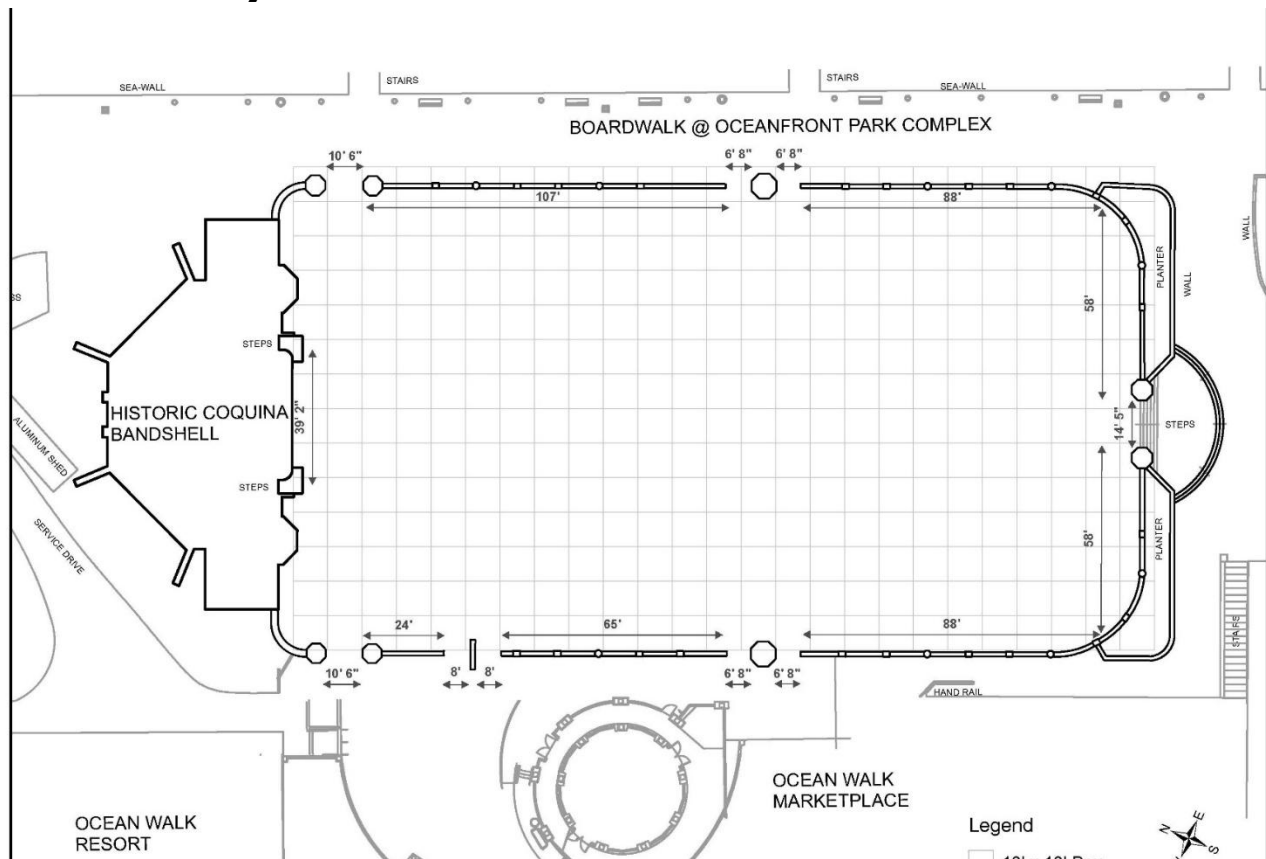 SEA-WALL
STAIRS
STAIRS
SEA-WALL
BOARDWALK @ OCEANFRONT PARK COMPLEX
10' 6"
6' 8"
6' 8"
107'
88'
WALL
PLANTER
WALL
58'
STEPS
39' 2"
HISTORIC COQUINA
BANDSHELL
14' 5"
STEPS
ALUMINUM SHED
STEPS
SERVICE DRIVE
58'
PLANTER
STAIRS
24'
65'
88'
10' 6"
8'
8'
6' 8"
6' 8"
HAND RAIL
OCEAN WALK
MARKETPLACE
OCEAN WALK
RESORT
Legend
N
E
S